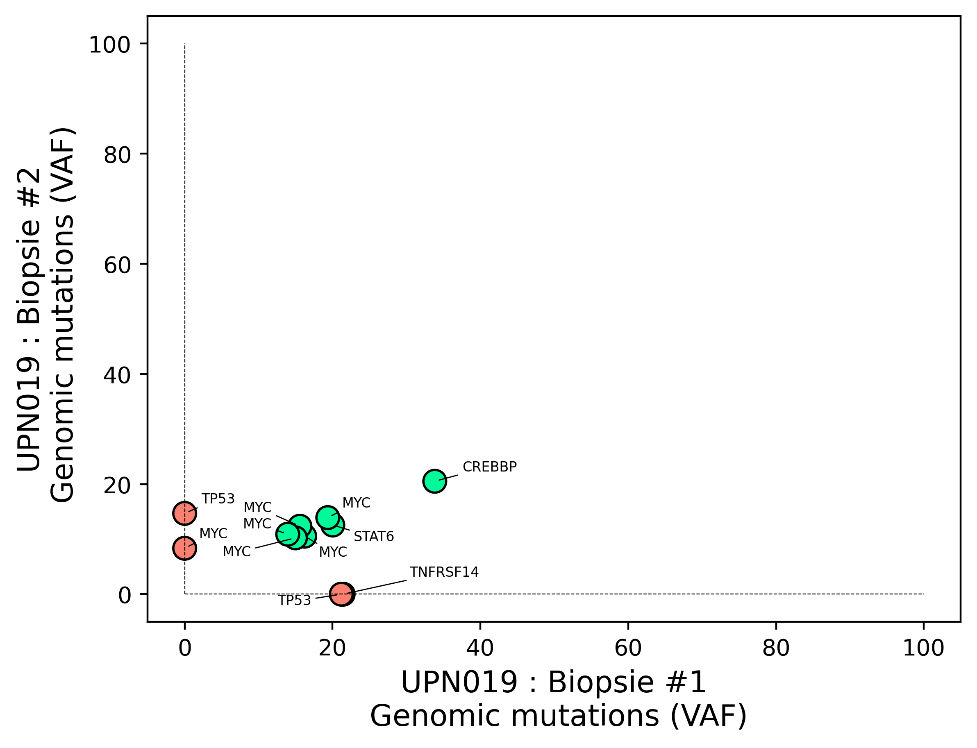 100
80
60
40
20
0
UPN019 : Biopsie #2
Genomic mutations (VAF)
CREBBP
TP53
MYC
MYC
MYC
MYC
STAT6
MYC
MYC
TNFRSF14
TP53
0
20
40
60
80
100
UPN019 : Biopsie #1
Genomic mutations (VAF)